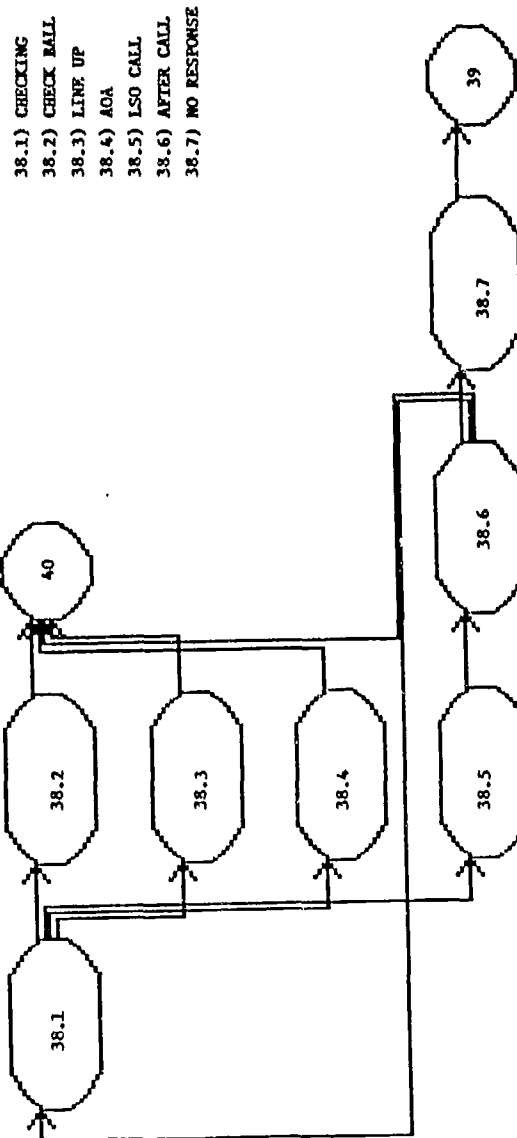 38.1) CHECKING
38.2) CHECK BALL
38.3) LINE UP
38.4) AOA
38.5) LSO CALL
38.6) AFTER CALL
38.7) NO RESPONSE
38.1
38.2
38.3
38.4
38.5
38.6
38.7
39
40